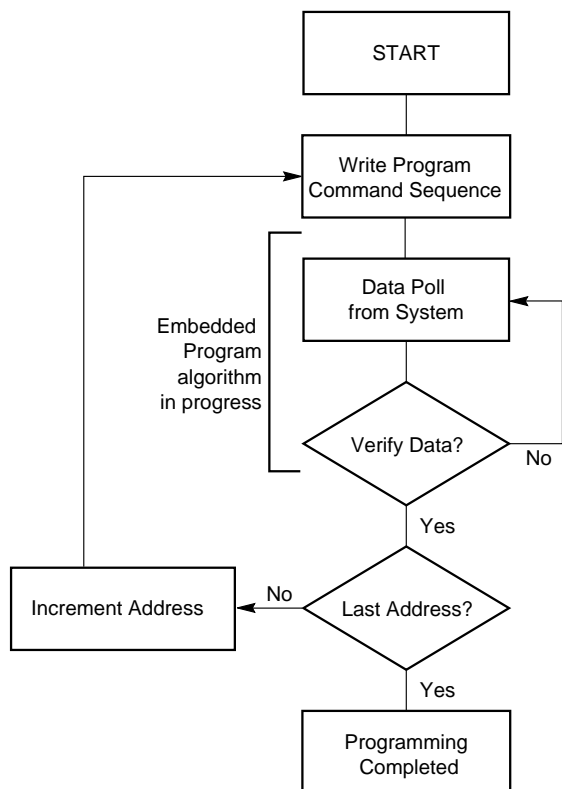 START
Write Program
Command Sequence
Data Poll
from System
Embedded
Program
algorithm
in progress
Verify Data?
No
Yes
Last Address?
No
Increment Address
Yes
Programming
Completed